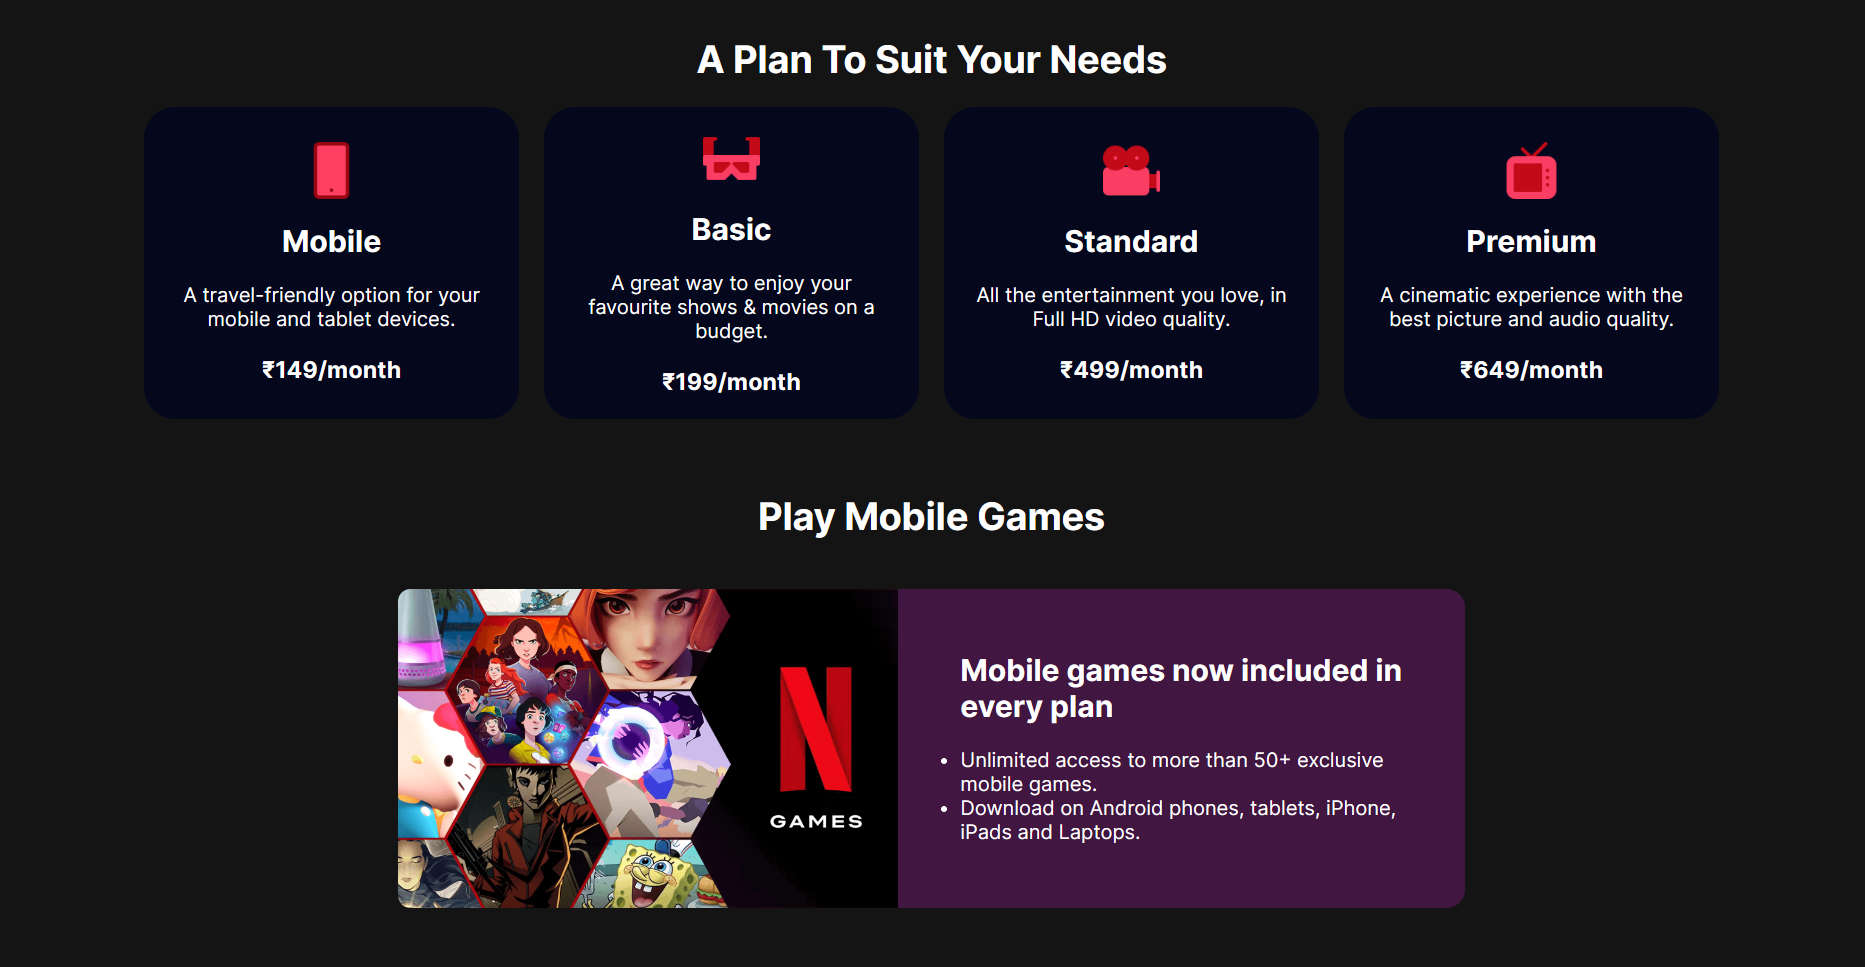 A Plan To Suit Your Needs
Mobile
A travel-friendly option for your
mobile and tablet devices.
₹149/month
Basic
A great way to enjoy your
favourite shows & movies on a
budget.
₹199/month
Standard
All the entertainment you love, in
Full HD video quality.
₹499/month
Premium
A cinematic experience with the
best picture and audio quality.
₹649/month
Play Mobile Games
N
GAMES
Mobile games now included in
every plan
• Unlimited access to more than 50+ exclusive
mobile games.
• Download on Android phones, tablets, iPhone,
iPads and Laptops.